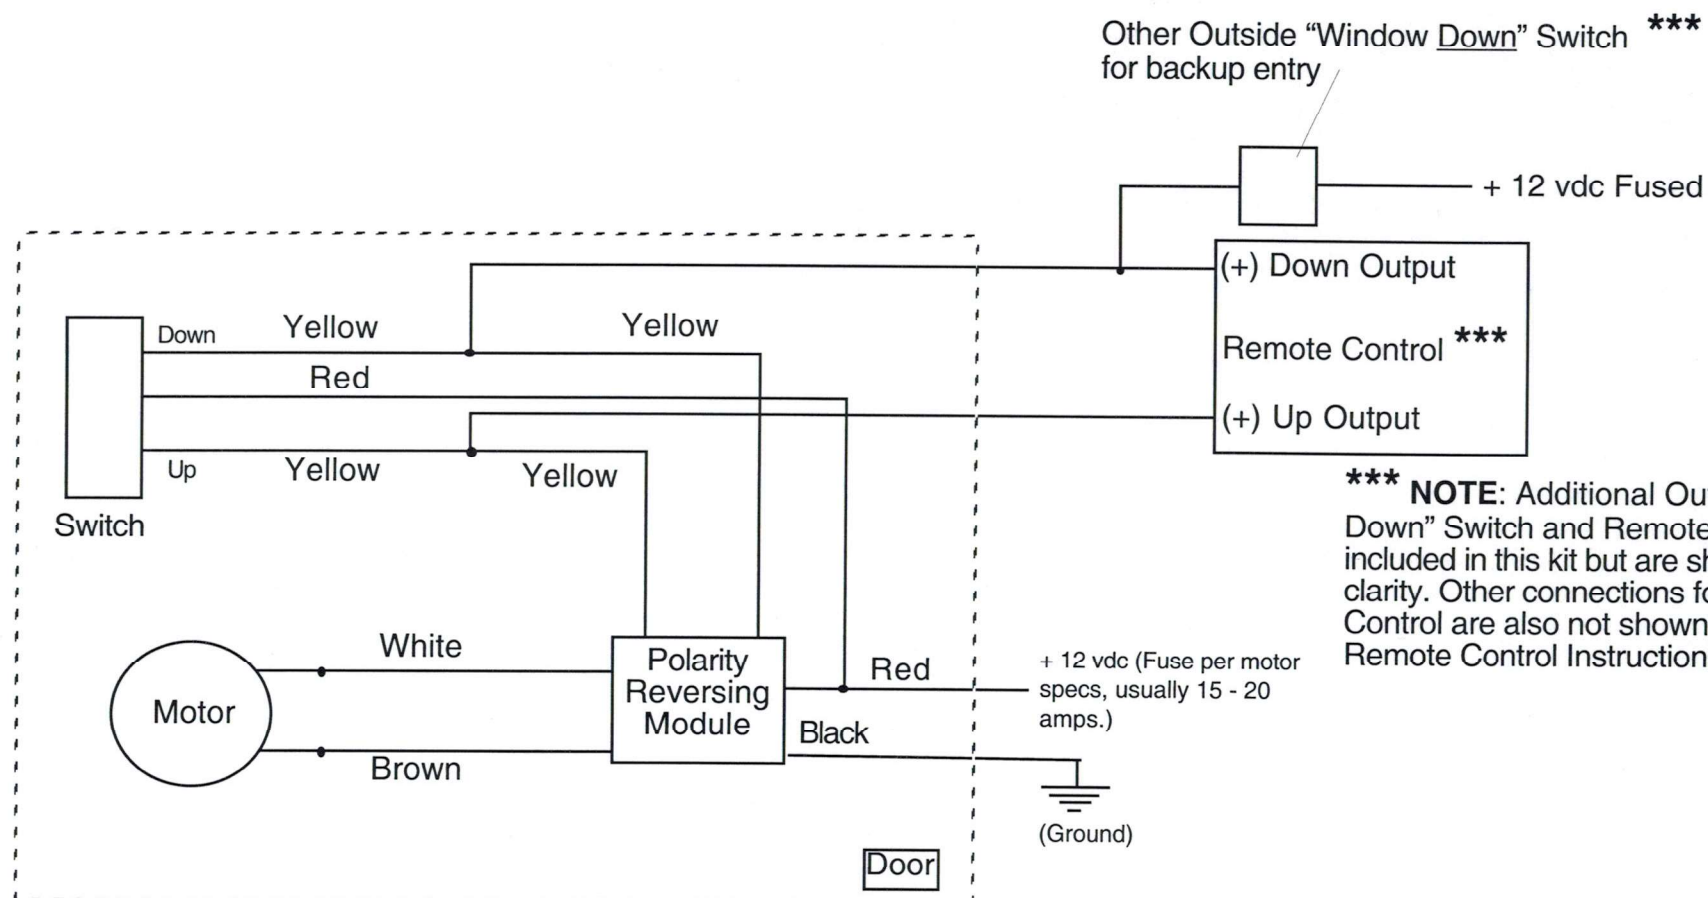 Other Outside “Window Down” Switch ***
for backup entry
+ 12 vdc Fused
(+) Down Output
Remote Control ***
(+) Up Output
Down
Yellow
Yellow
Red
Up
Yellow
Yellow
Switch
*** NOTE: Additional
Down” Switch and Remote
included in this kit but are
clarity. Other connections
Control are also not shown
Remote Control Instruction
White
Motor
Brown
Polarity
Reversing
Module
Red
Black
+ 12 vdc (Fuse per motor
specs, usually 15 - 20
amps.)
(Ground)
Door